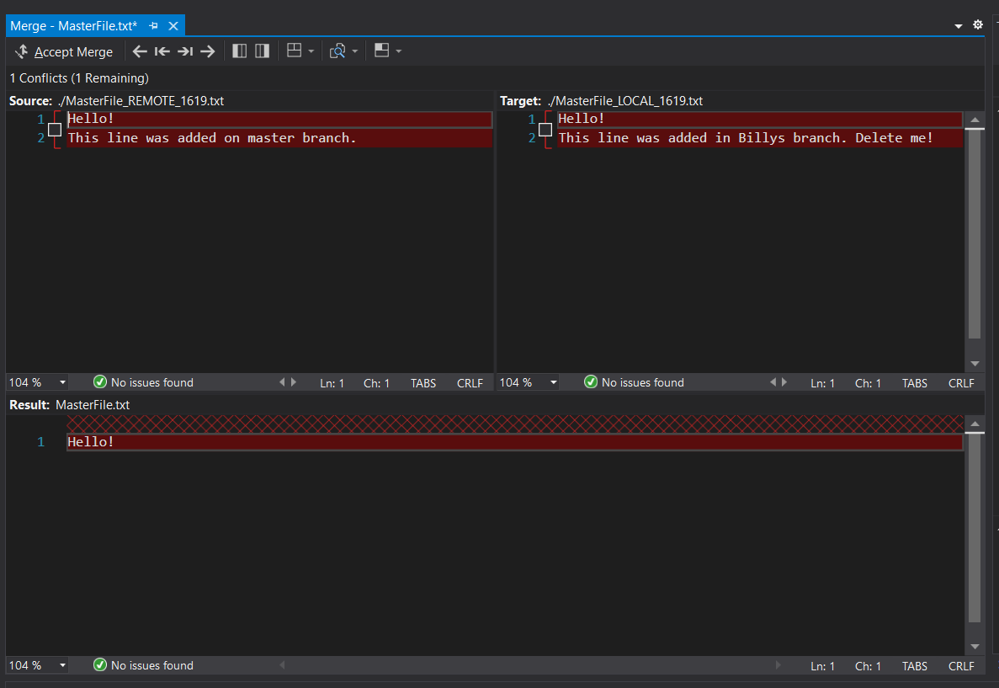 Merge - MasterFile.txt*
Accept Merge
1 Conflicts (1 Remaining)
Source: ./MasterFile_REMOTE_1619.txt
1 Hello!
2 This line was added on master branch.
104 % No issues found Ln: 1 Ch: 1 TABS CRLF
Target: ./MasterFile_LOCAL_1619.txt
1 Hello!
2 This line was added in Billys branch. Delete me!
104 % No issues found Ln: 1 Ch: 1 TABS CRLF
Result: MasterFile.txt
1 Hello!
104 % No issues found Ln: 1 Ch: 1 TABS CRLF